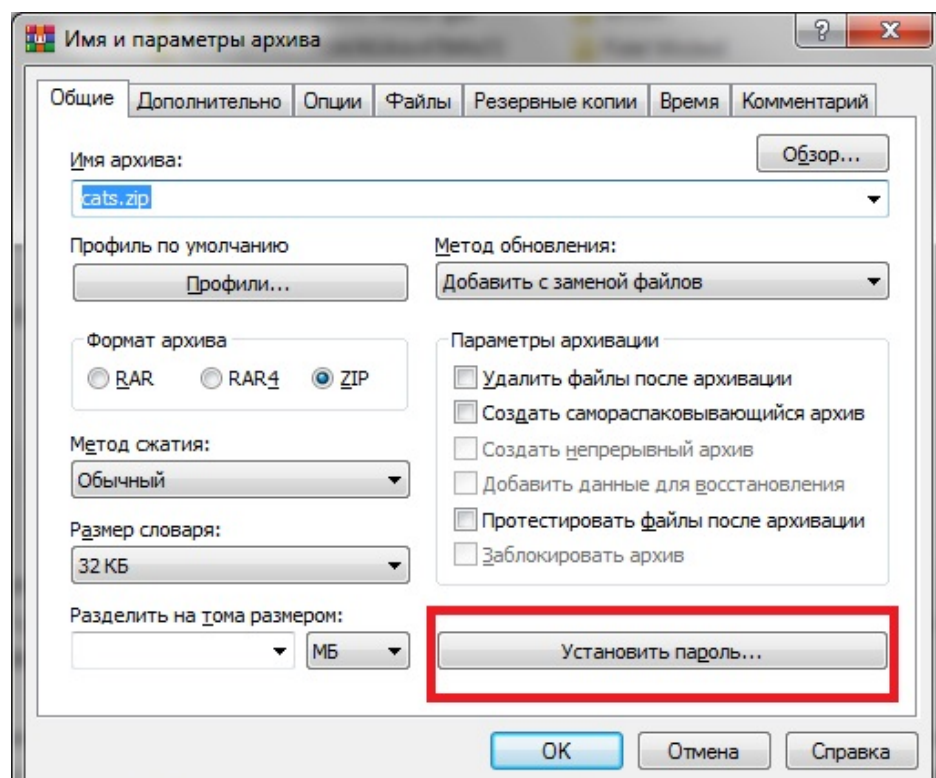 Имя и параметры архива
Общие Дополнительно Опции Файлы Резервные копии Время Комментарий
Имя архива:
Обзор...
cats.zip
Профиль по умолчанию
Профили...
Метод обновления:
Добавить с заменой файлов
Формат архива
RAR RAR4 ZIP
Метод сжатия:
Обычный
Размер словаря:
32 КБ
Разделить на тома размером:
МБ
Параметры архивации
Удалить файлы после архивации
Создать самораспаковывающийся архив
Создать непрерывный архив
Добавить данные для восстановления
Протестировать файлы после архивации
Заблокировать архив
Установить пароль...
OK Отмена Справка